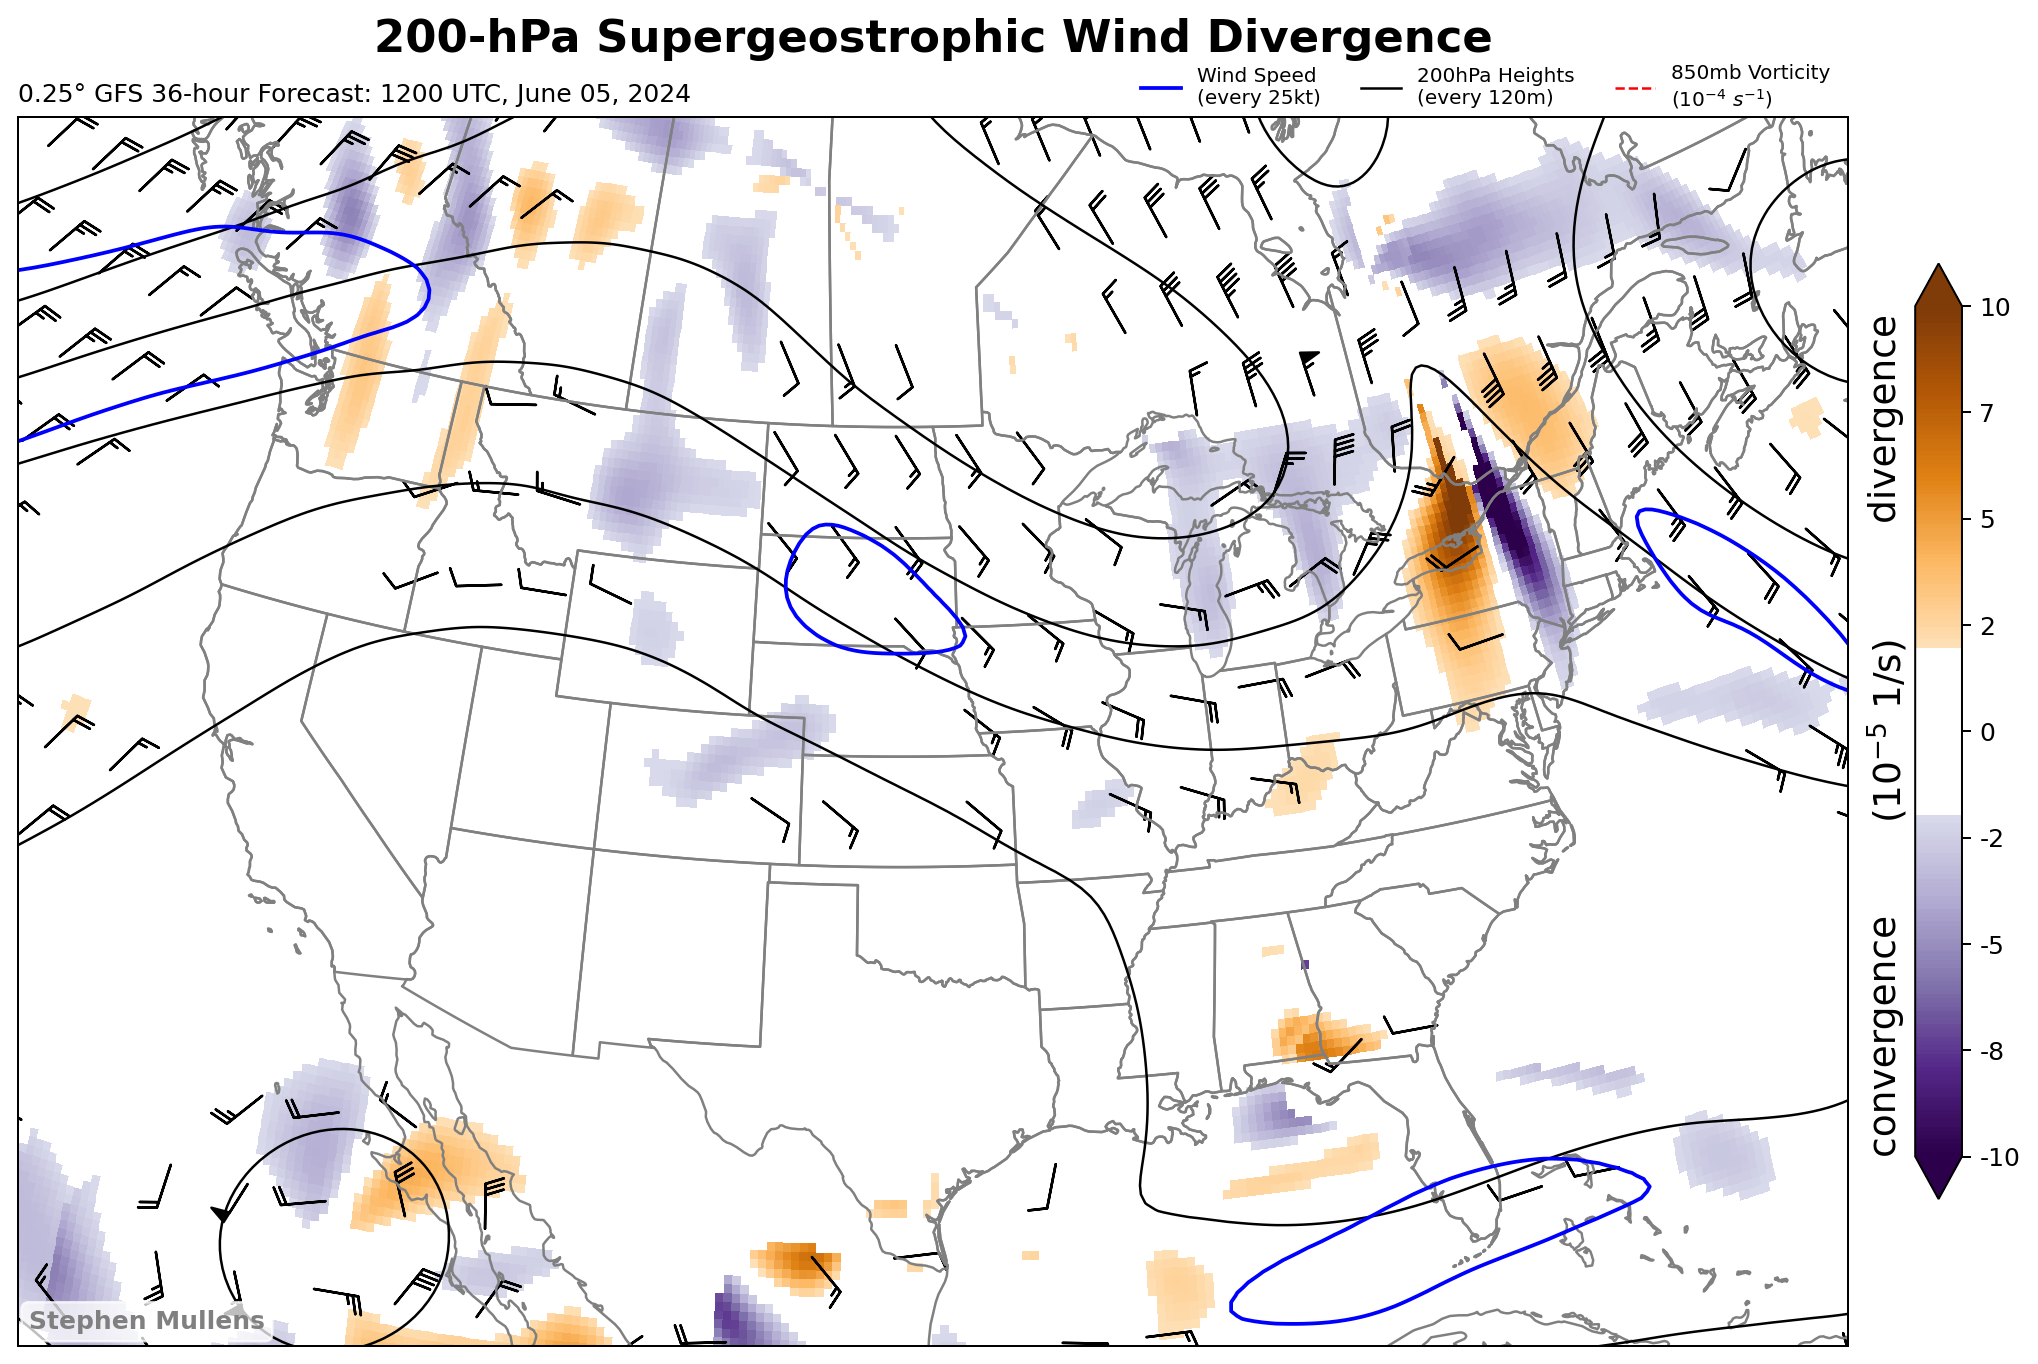 200-hPa Supergeostrophic Wind Divergence
0.25° GFS 36-hour Forecast: 1200 UTC, June 05, 2024
Wind Speed
(every 25kt)
200hPa Heights
(every 120m)
850mb Vorticity
(10⁻⁴ s⁻¹)
10
7
5
2
0
-2
-5
-8
-10
convergence (10⁻⁵ 1/s) divergence
Stephen Mullens